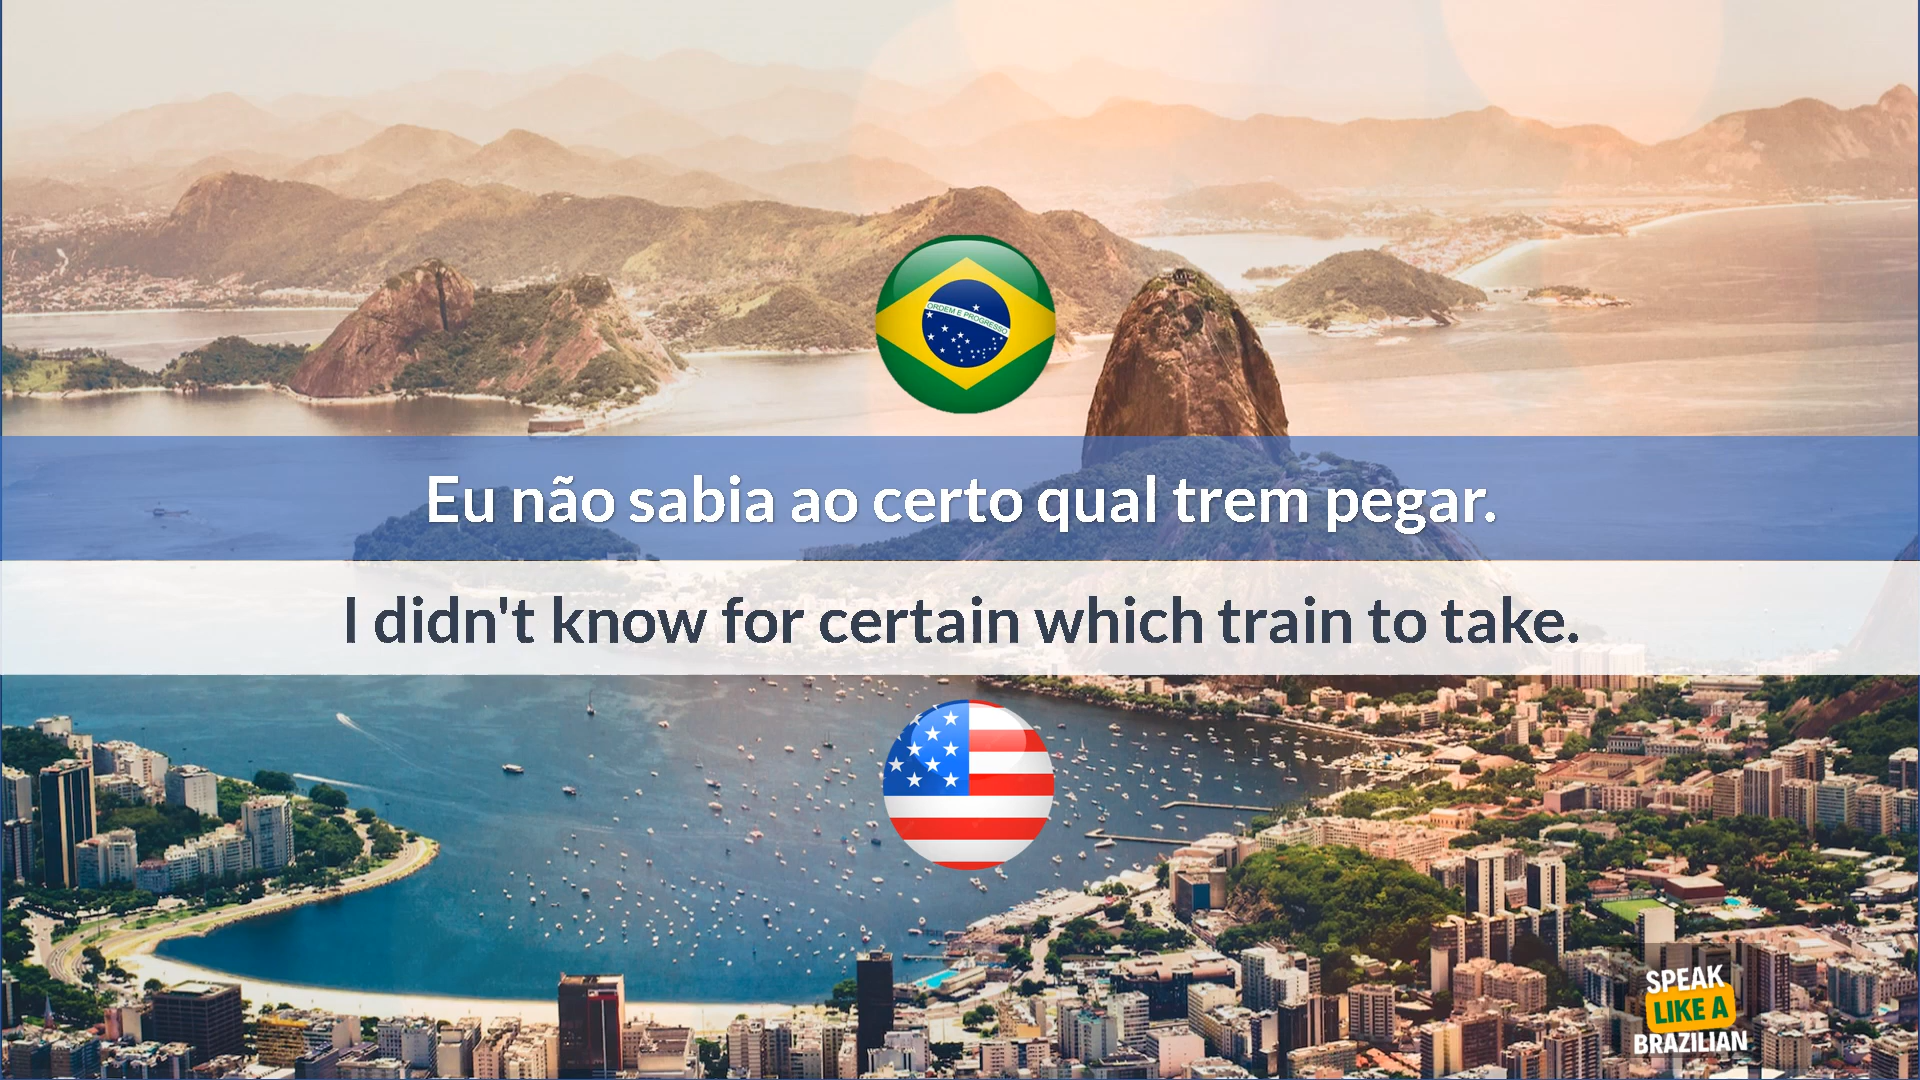 ORDEM E PROGRESSO
Eu não sabia ao certo qual trem pegar.
I didn't know for certain which train to take.
SPEAK
LIKE A
BRAZILIAN